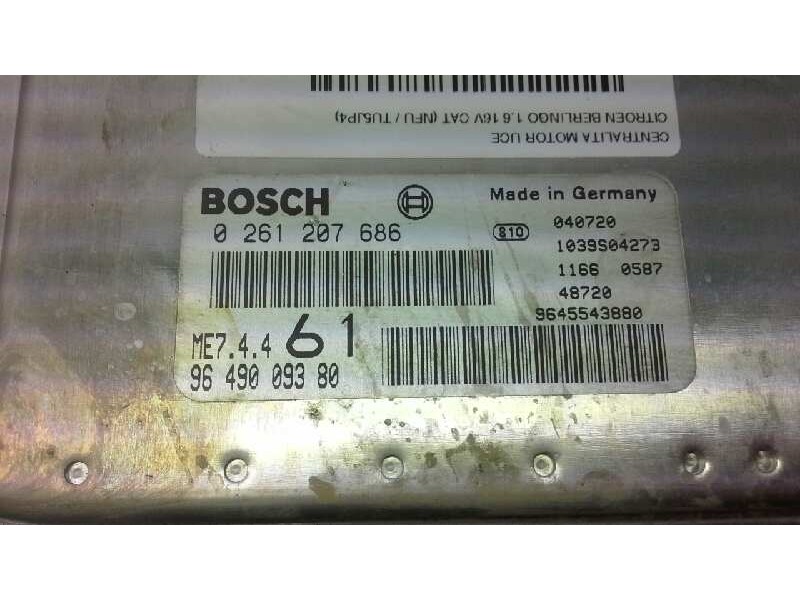 CENTRALITA MOTOR UCE
CITROEN BERLINGO 1.6 16V CAT (NFU / TU5JP4)
BOSCH
Made in Germany
0 261 207 686
810
040720
1039S04273
1166 0587
48720
9645543880
ME7.4.4 61
96 490 093 80